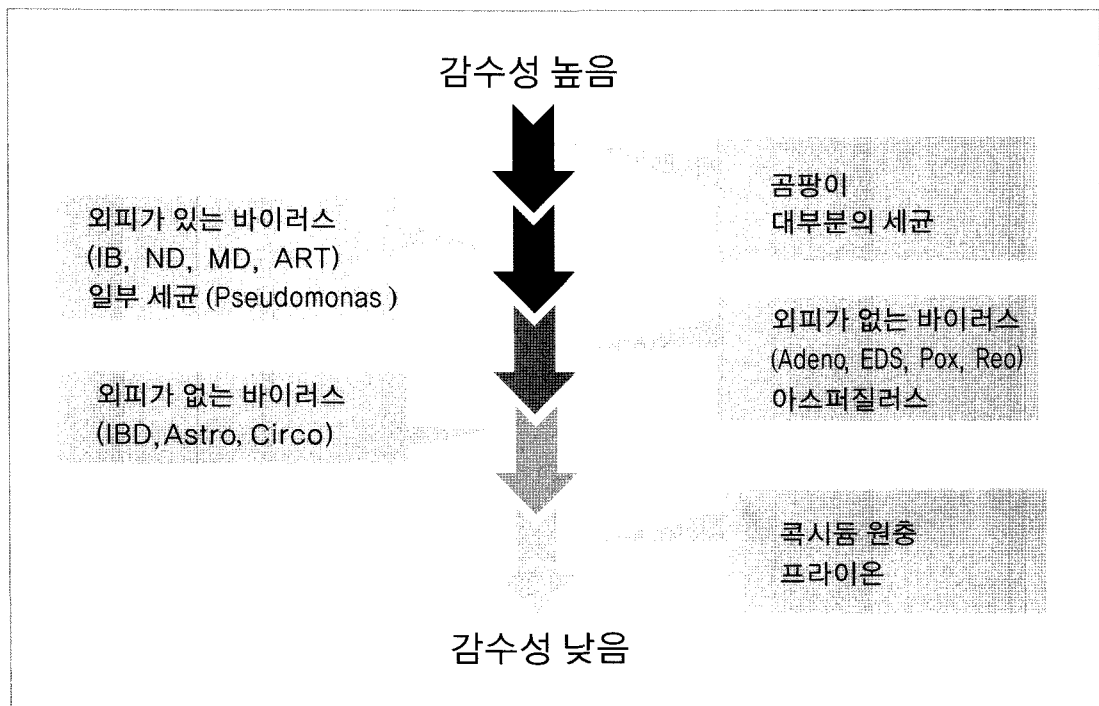 감수성 높음
곰팡이
대부분의 세균
외피가 있는 바이러스
(IB, ND, MD, ART)
일부 세균 (Pseudomonas )
외피가 없는 바이러스
(Adeno, EDS, Pox, Reo)
아스퍼질러스
외피가 없는 바이러스
(IBD, Astro, Circo)
콕시듐 원충
프라이온
감수성 낮음